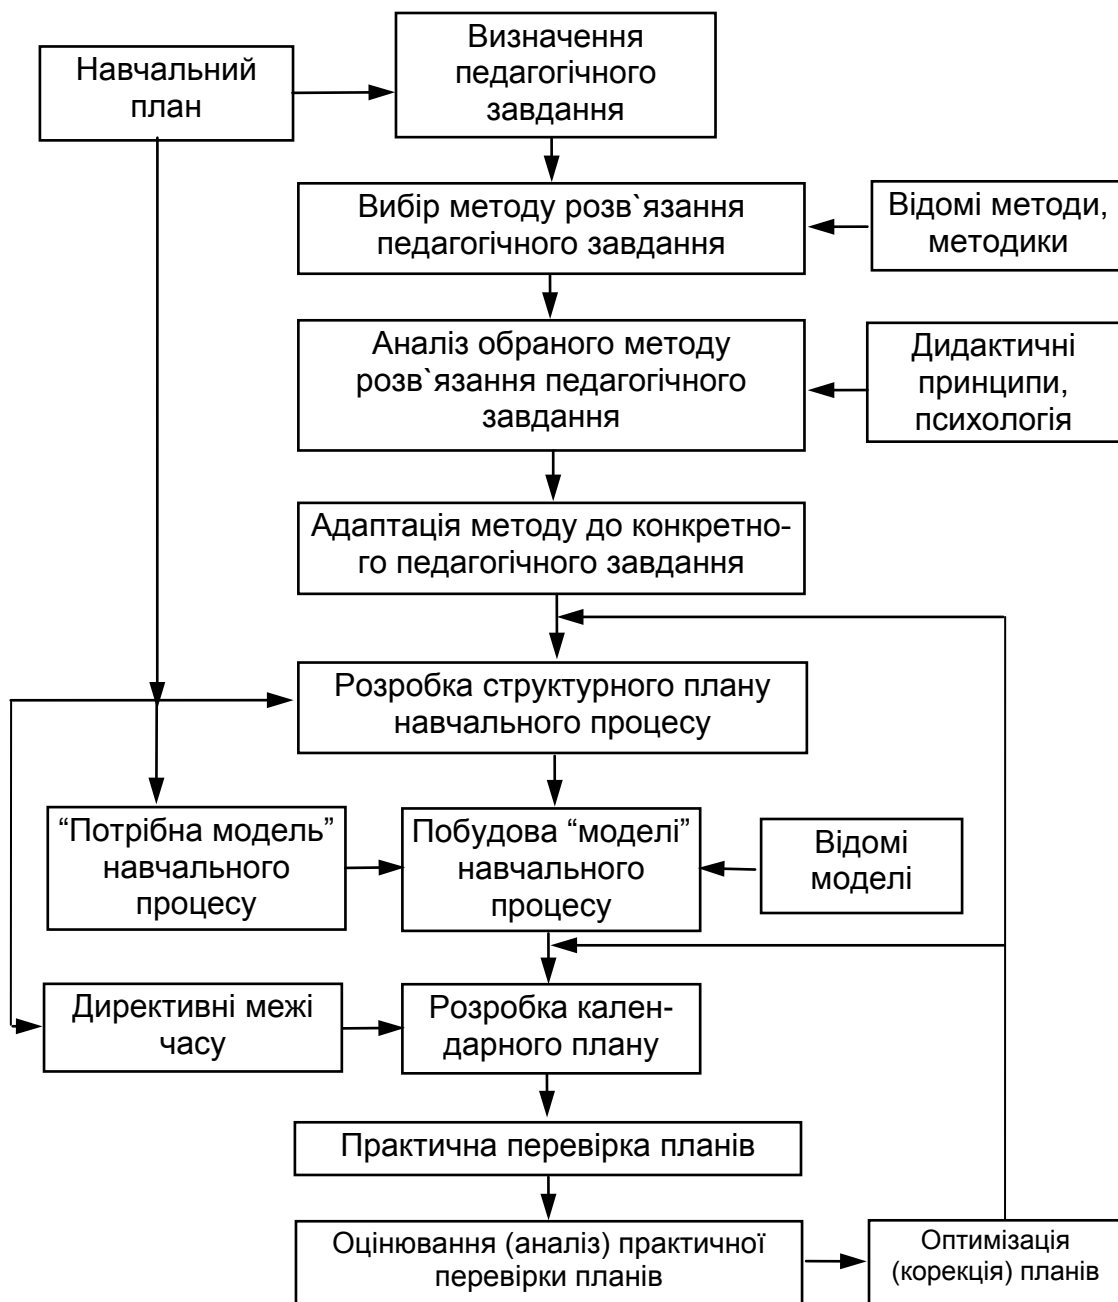 Навчальний
план
Визначення
педагогічного
завдання
Вибір методу розв`язання
педагогічного завдання
Відомі методи,
методики
Аналіз обраного методу
розв`язання педагогічного
завдання
Дидактичні
принципи,
психологія
Адаптація методу до конкретно-
го педагогічного завдання
Розробка структурного плану
навчального процесу
“Потрібна модель”
навчального
процесу
Побудова “моделі”
навчального
процесу
Відомі
моделі
Директивні межі
часу
Розробка кален-
дарного плану
Практична перевірка планів
Оцінювання (аналіз) практичної
перевірки планів
Оптимізація
(корекція) планів